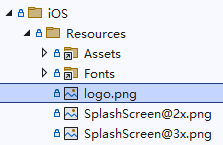 iOS
Resources
Assets
Fonts
logo.png
SplashScreen@2x.png
SplashScreen@3x.png